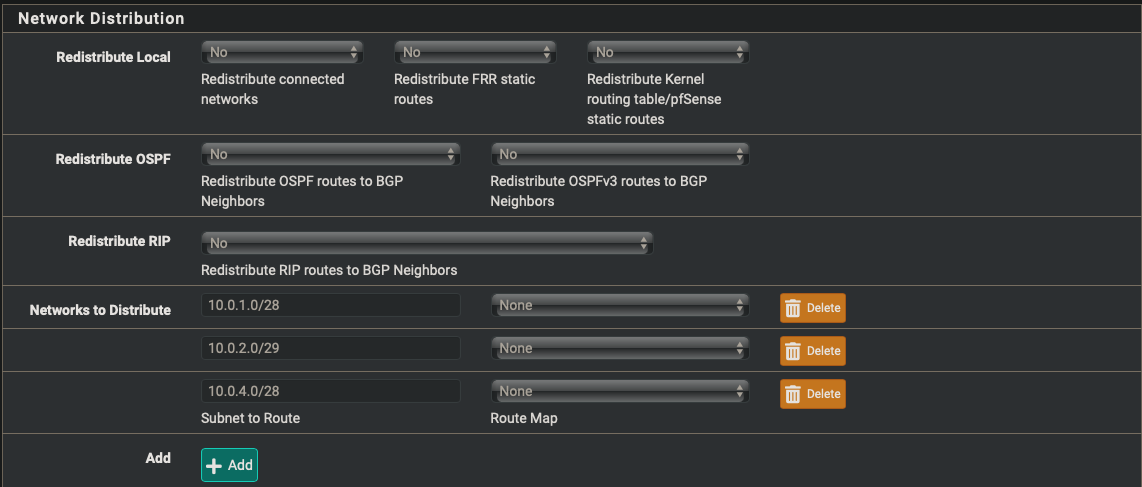 Network Distribution
Redistribute Local
No
No
No
Redistribute connected
networks
Redistribute FRR static
routes
Redistribute Kernel
routing table/pfSense
static routes
Redistribute OSPF
No
No
Redistribute OSPF routes to BGP
Neighbors
Redistribute OSPFv3 routes to BGP
Neighbors
Redistribute RIP
No
Redistribute RIP routes to BGP Neighbors
Networks to Distribute
10.0.1.0/28
None
Delete
10.0.2.0/29
None
Delete
10.0.4.0/28
None
Delete
Subnet to Route
Route Map
Add
Add